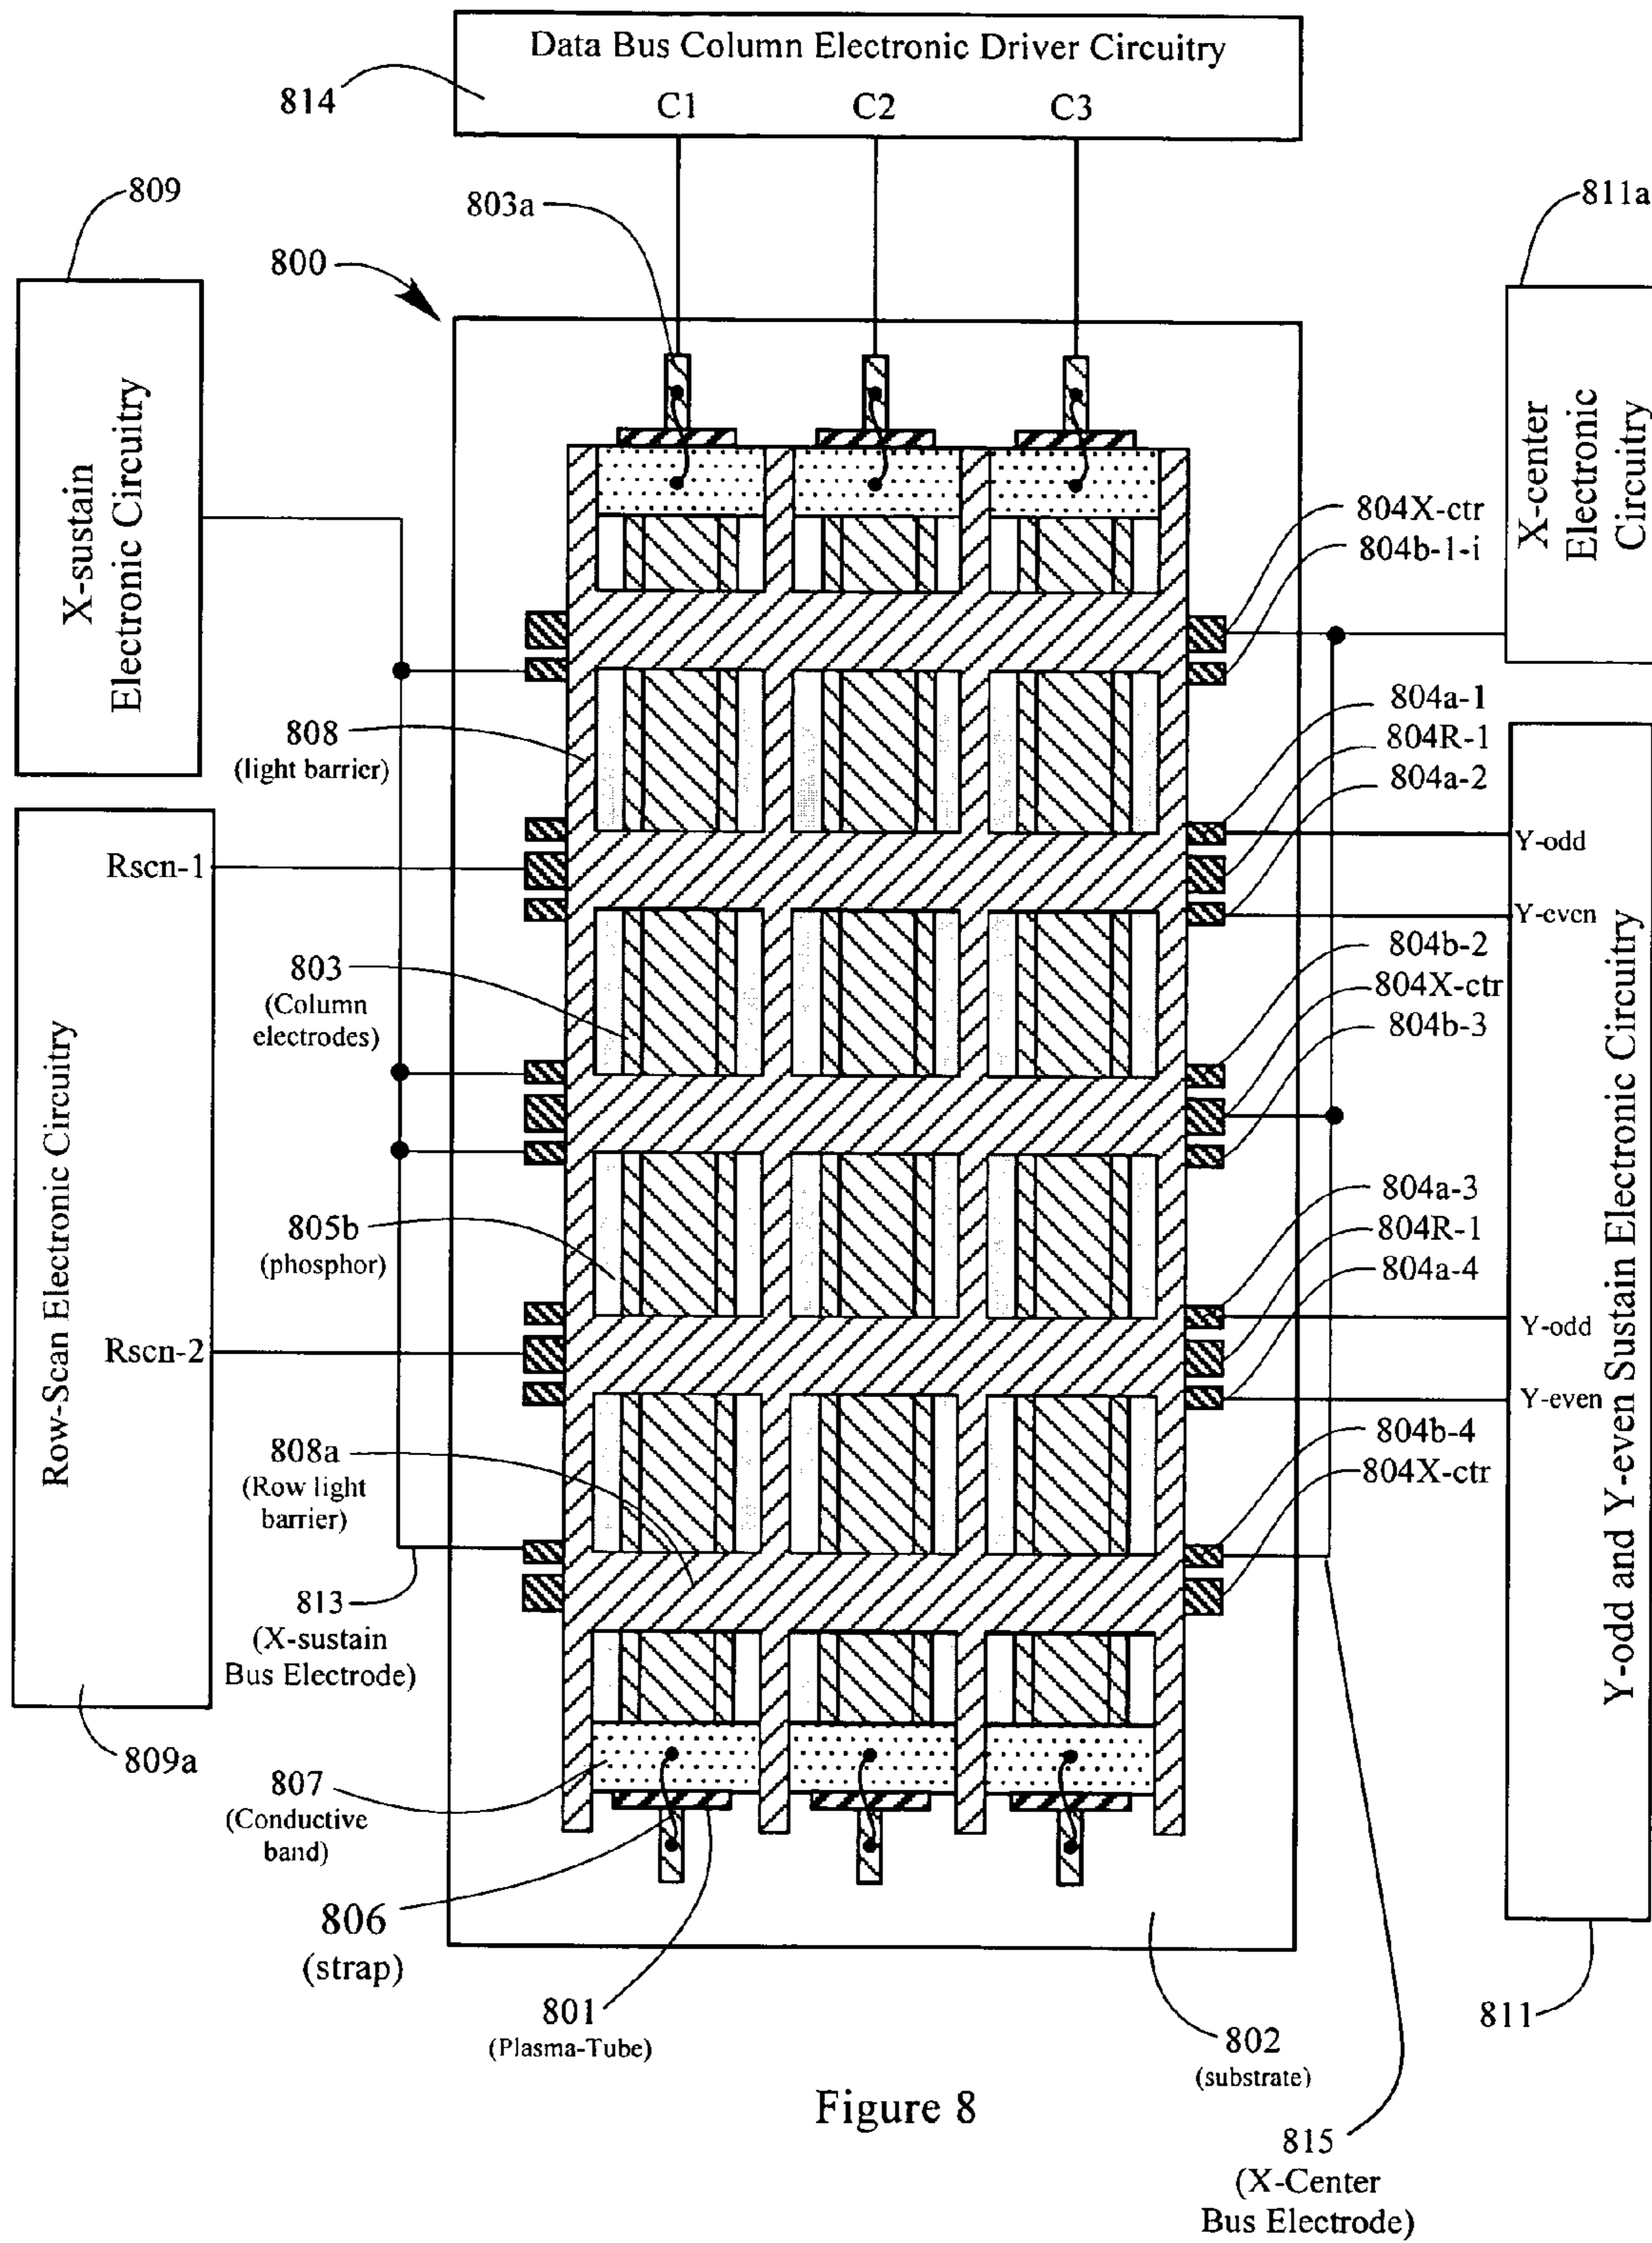 Data Bus Column Electronic Driver Circuitry
C1 C2 C3
814
809
803a
811a
800
X-sustain
Electronic Circuitry
X-center
Electronic
Circuitry
804X-ctr
804b-1-i
808
(light barrier)
804a-1
804R-1
804a-2
Row-Scan Electronic Circuitry
Rscn-1
Rscn-2
Y-odd
Y-even
Y-odd
Y-even
Y-odd and Y-even Sustain Electronic Circuitry
803
(Column
electrodes)
804b-2
804X-ctr
804b-3
805b
(phosphor)
804a-3
804R-1
804a-4
808a
(Row light
barrier)
804b-4
804X-ctr
813
(X-sustain
Bus Electrode)
809a
807
(Conductive
band)
806
(strap)
801
(Plasma-Tube)
802
(substrate)
811
815
(X-Center
Bus Electrode)
Figure 8